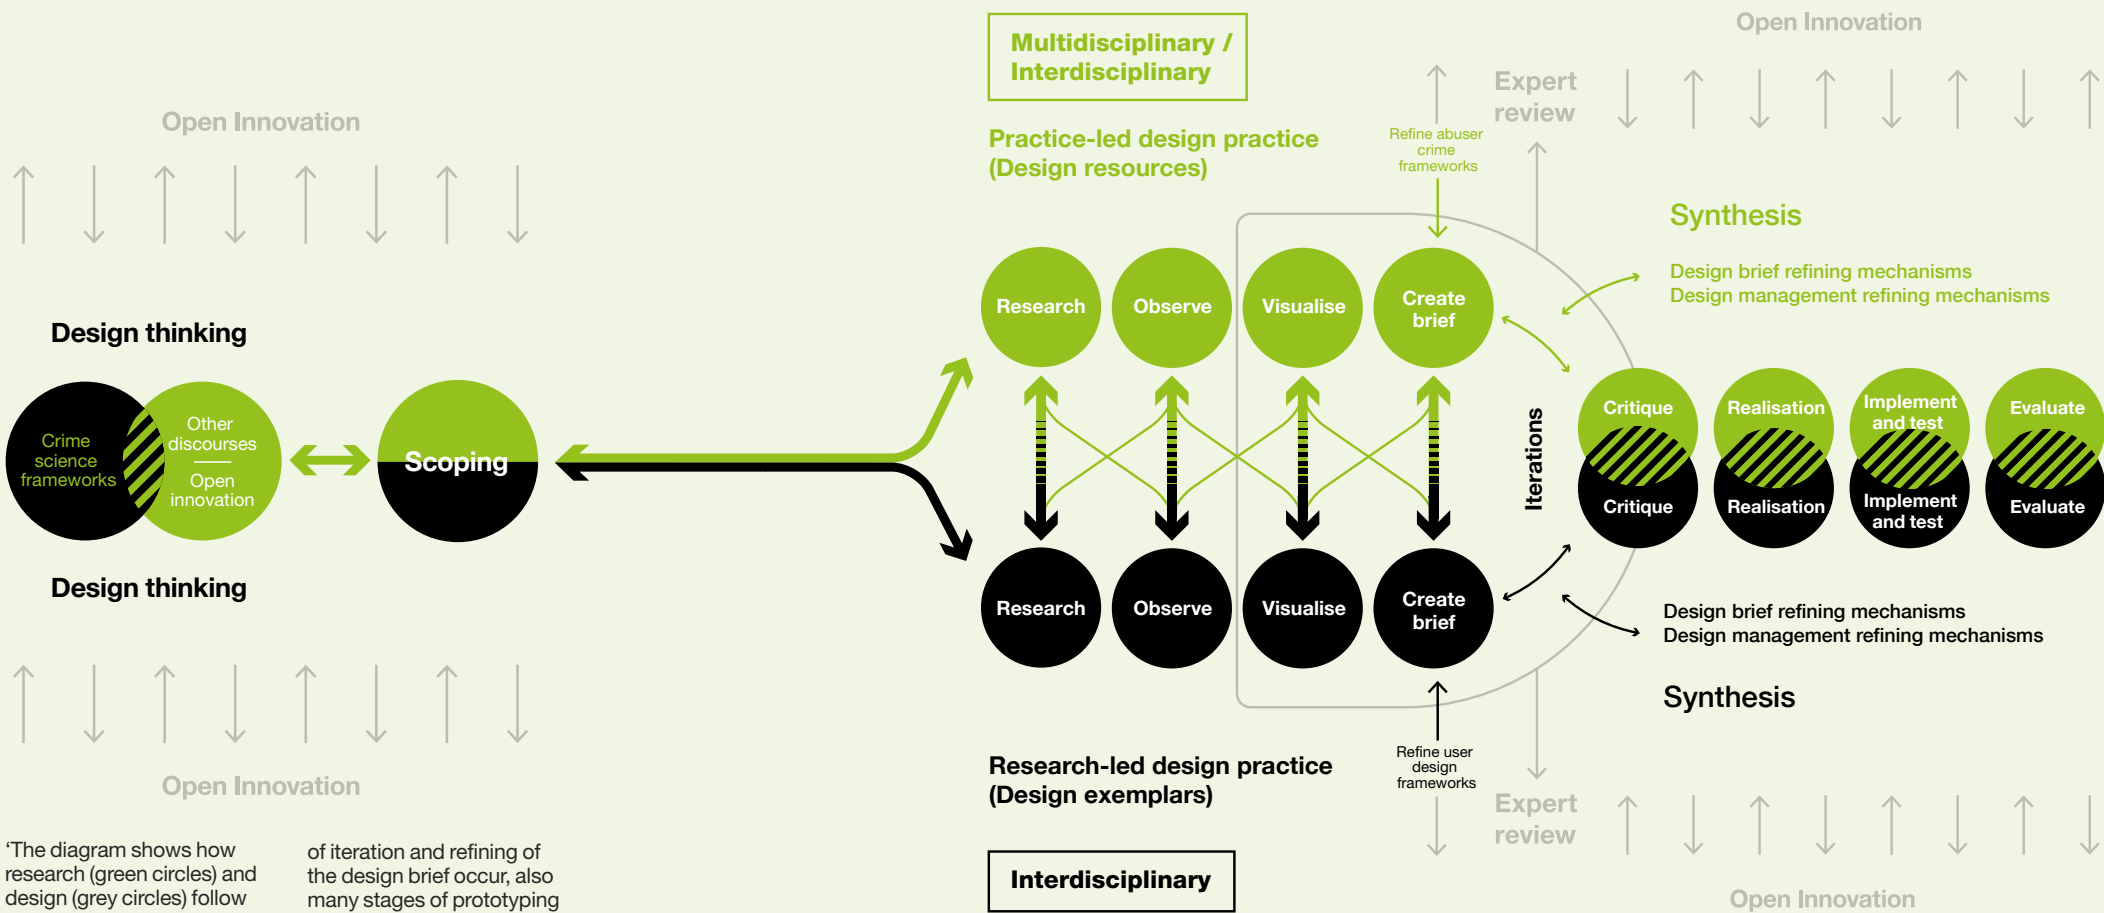 Open Innovation
Design thinking
Crime
science
frameworks
Other
discourses
Open
innovation
Scoping
Design thinking
Open Innovation
‘The diagram shows how
research (green circles) and
design (grey circles) follow
of iteration and refining of
the design brief occur, also
many stages of prototyping
Multidisciplinary /
Interdisciplinary
Practice-led design practice
(Design resources)
Refine abuser
crime
frameworks
Expert
review
Open Innovation
Synthesis
Design brief refining mechanisms
Design management refining mechanisms
Research
Observe
Visualise
Create
brief
Iterations
Critique
Realisation
Implement
and test
Evaluate
Critique
Realisation
Implement
and test
Evaluate
Research
Observe
Visualise
Create
brief
Design brief refining mechanisms
Design management refining mechanisms
Synthesis
Research-led design practice
(Design exemplars)
Refine user
design
frameworks
Expert
review
Interdisciplinary
Open Innovation